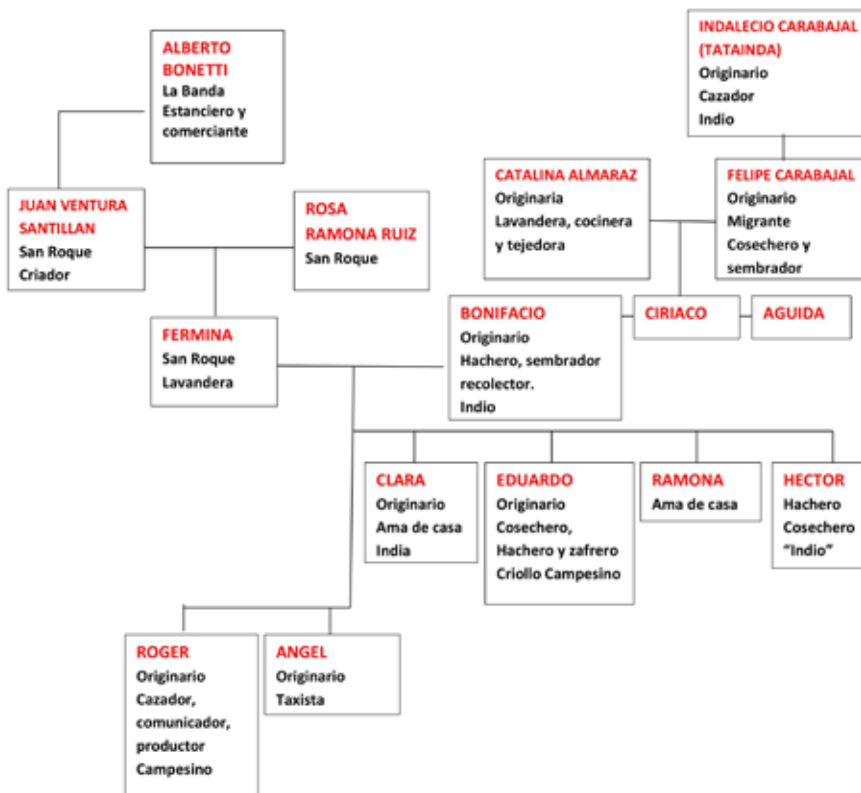 ALBERTO
BONETTI
La Banda
Estanciero y
comerciante
INDALECIO CARABAJAL
(TATAINDA)
Originario
Cazador
Indio
JUAN VENTURA
SANTILLAN
San Roque
Criador
ROSA
RAMONA RUIZ
San Roque
CATALINA ALMARAZ
Originaria
Lavandera, cocinera
y tejedora
FELIPE CARABAJAL
Originario
Migrante
Cosechero y
sembrador
FERMINA
San Roque
Lavandera
BONIFACIO
Originario
Hachero, sembrador
recolector.
Indio
CIRIACO
AGUIDA
CLARA
Originario
Ama de casa
India
EDUARDO
Originario
Cosechero,
Hachero y zafrero
Criollo Campesino
RAMONA
Ama de casa
HECTOR
Hachero
Cosechero
“Indio”
ROGER
Originario
Cazador,
comunicador,
productor
Campesino
ANGEL
Originario
Taxista